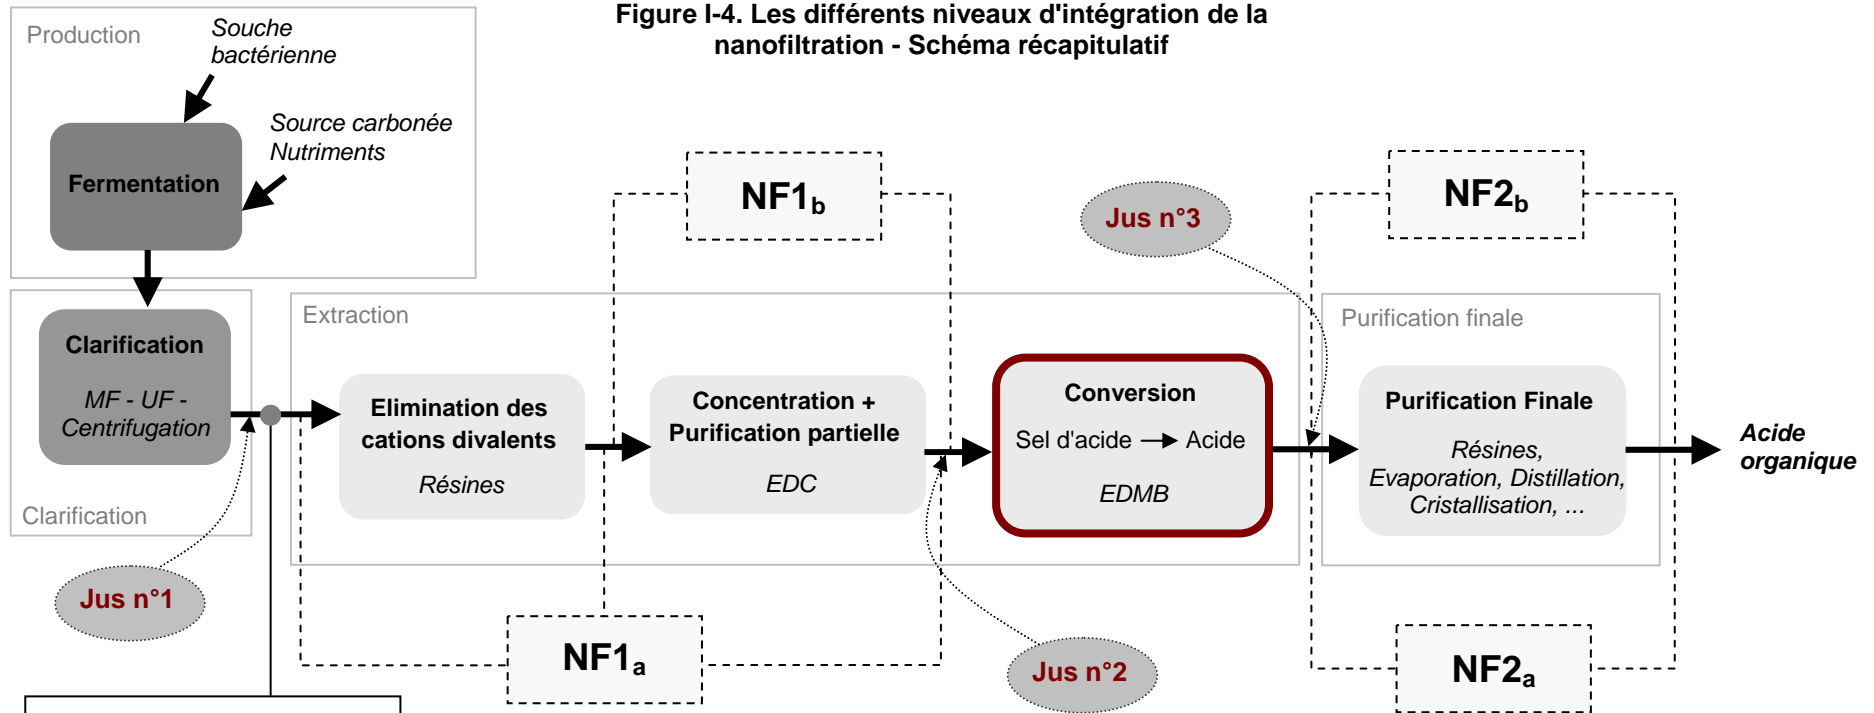 Figure I-4. Les différents niveaux d'intégration de la
nanofiltration - Schéma récapitulatif
Production
Souche
bactérienne
Source carbonée
Nutriments
Fermentation
NF1b
NF2b
Jus n°3
Clarification
MF - UF -
Centrifugation
Clarification
Extraction
Elimination des
cations divalents
Résines
Concentration +
Purification partielle
EDC
Conversion
Sel d'acide → Acide
EDMB
Purification finale
Purification Finale
Résines,
Evaporation, Distillation,
Cristallisation, ...
Acide
organique
Jus n°1
NF1a
Jus n°2
NF2a